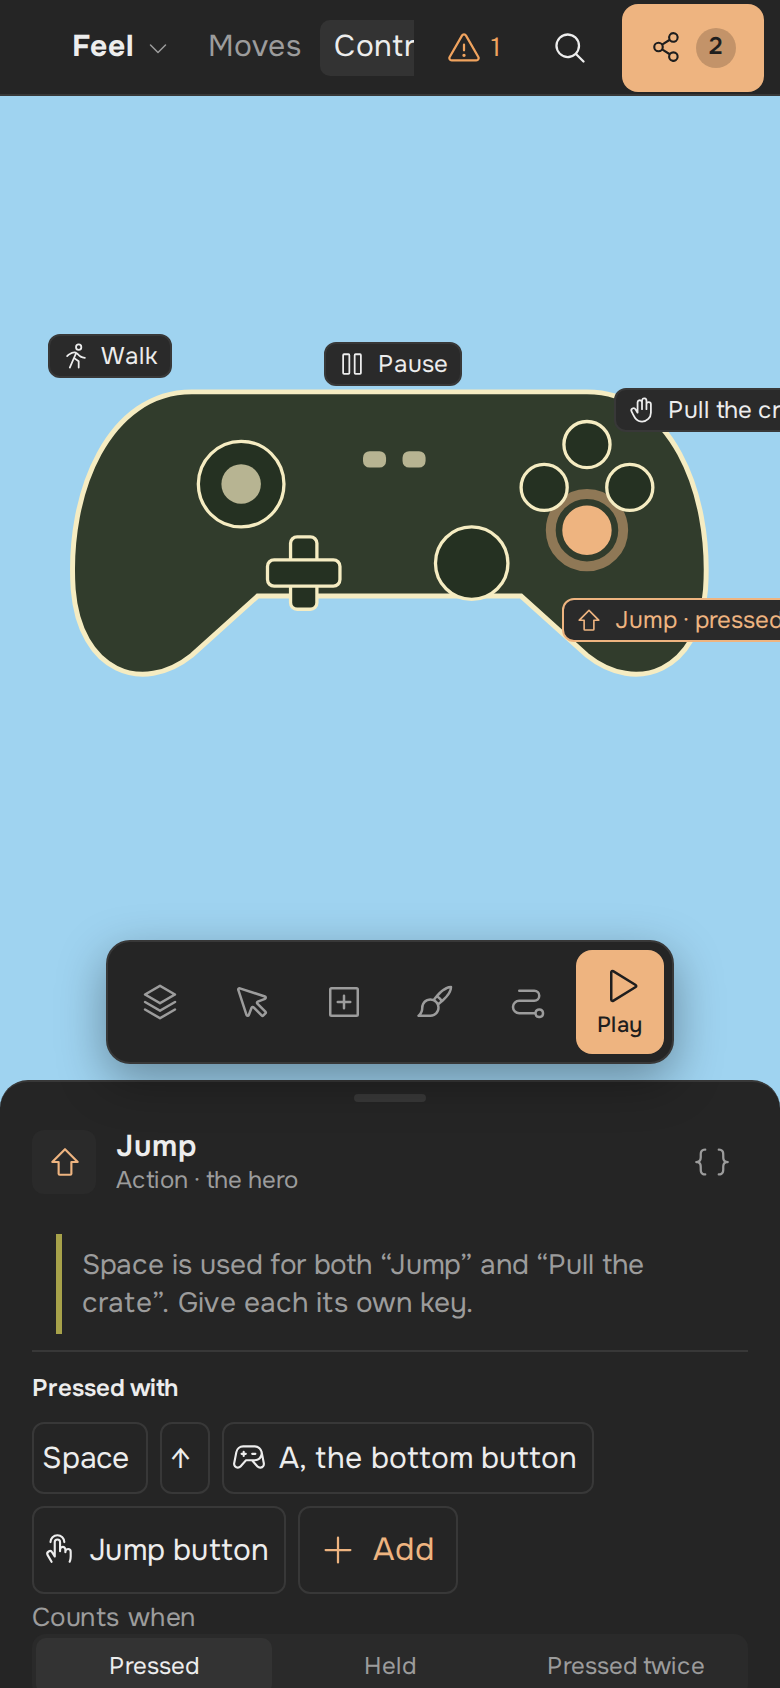 Feel Moves Contr 1 2
Walk
Pause
Pull the cr
Jump · pressed
Play
Jump
Action · the hero
{ }
Space is used for both “Jump” and “Pull the
crate”. Give each its own key.
Pressed with
Space ↑ A, the bottom button
Jump button + Add
Counts when
Pressed Held Pressed twice